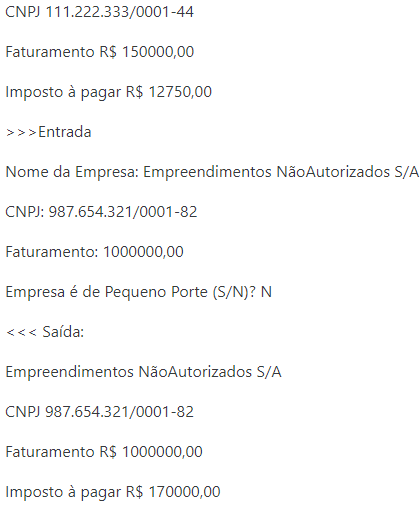 CNPJ 111.222.333/0001-44
Faturamento R$ 150000,00
Imposto à pagar R$ 12750,00
>>>Entrada
Nome da Empresa: Empreendimentos NãoAutorizados S/A
CNPJ: 987.654.321/0001-82
Faturamento: 1000000,00
Empresa é de Pequeno Porte (S/N)? N
<<< Saída:
Empreendimentos NãoAutorizados S/A
CNPJ 987.654.321/0001-82
Faturamento R$ 1000000,00
Imposto à pagar R$ 170000,00